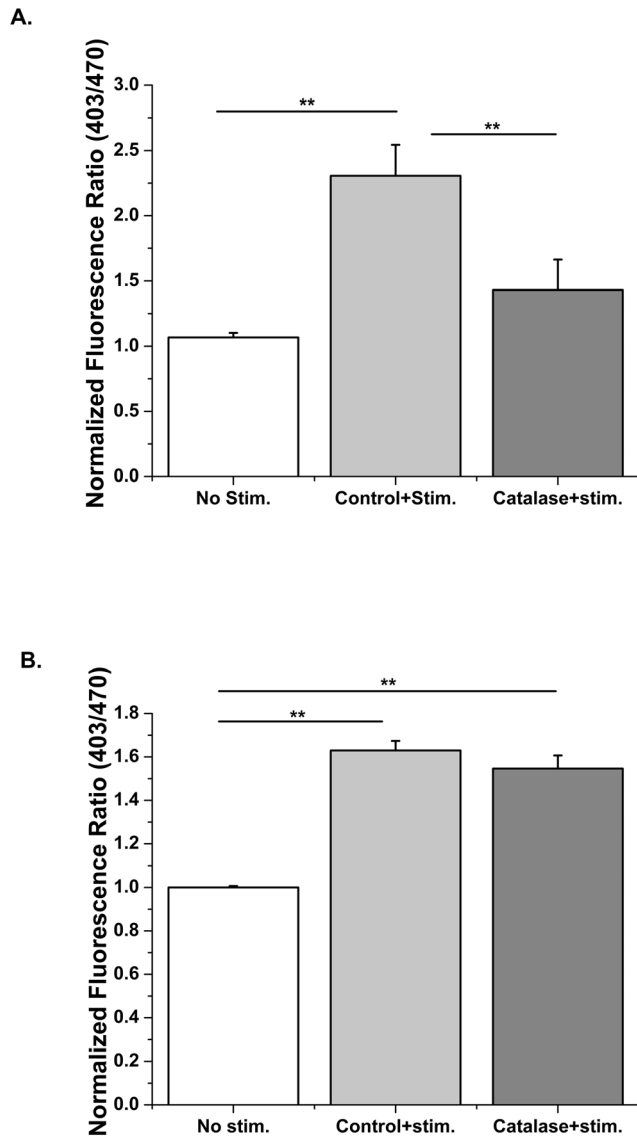 A.
Normalized Fluorescence Ratio (403/470)
3.0
2.5
2.0
1.5
1.0
0.5
0.0
**
**
No Stim.
Control+Stim.
Catalase+stim.
B.
Normalized Fluorescence Ratio (403/470)
1.8
1.6
1.4
1.2
1.0
0.8
0.6
0.4
0.2
0.0
**
**
No stim.
Control+stim.
Catalase+stim.